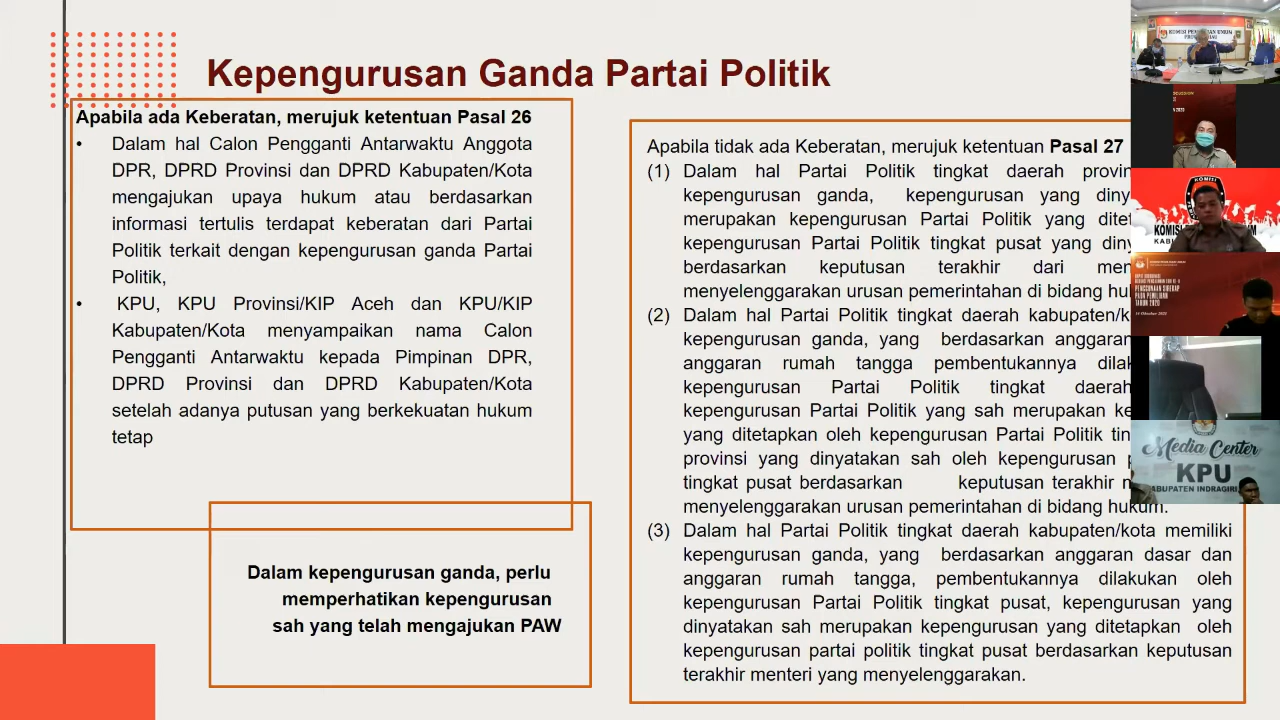 Kepengurusan Ganda Partai Politik
Apabila ada Keberatan, merujuk ketentuan Pasal 26
• Dalam hal Calon Pengganti Antarwaktu Anggota
DPR, DPRD Provinsi dan DPRD Kabupaten/Kota
mengajukan upaya hukum atau berdasarkan
informasi tertulis terdapat keberatan dari Partai
Politik terkait dengan kepengurusan ganda Partai
Politik,
• KPU, KPU Provinsi/KIP Aceh dan KPU/KIP
Kabupaten/Kota menyampaikan nama Calon
Pengganti Antarwaktu kepada Pimpinan DPR,
DPRD Provinsi dan DPRD Kabupaten/Kota
setelah adanya putusan yang berkekuatan hukum
tetap
Dalam kepengurusan ganda, perlu
memperhatikan kepengurusan
sah yang telah mengajukan PAW
Apabila tidak ada Keberatan, merujuk ketentuan Pasal 27
(1) Dalam hal Partai Politik tingkat daerah
kepengurusan ganda, kepengurusan yang
merupakan kepengurusan Partai Politik yang
kepengurusan Partai Politik tingkat pusat yang
berdasarkan keputusan terakhir dari
menyelenggarakan urusan pemerintahan di bidang
(2) Dalam hal Partai Politik tingkat daerah
kepengurusan ganda, yang berdasarkan anggaran
anggaran rumah tangga pembentukannya
kepengurusan Partai Politik tingkat
kepengurusan Partai Politik yang sah merupakan
yang ditetapkan oleh kepengurusan Partai Politik
provinsi yang dinyatakan sah oleh kepengurusan
tingkat pusat berdasarkan keputusan terakhir
menyelenggarakan urusan pemerintahan di bidang hukum.
(3) Dalam hal Partai Politik tingkat daerah kabupaten/kota memiliki
kepengurusan ganda, yang berdasarkan anggaran dasar dan
anggaran rumah tangga, pembentukannya dilakukan oleh
kepengurusan Partai Politik tingkat pusat, kepengurusan yang
dinyatakan sah merupakan kepengurusan yang ditetapkan oleh
kepengurusan partai politik tingkat pusat berdasarkan keputusan
terakhir menteri yang menyelenggarakan.
KOMISI
PENGGUNAAN SIREKAP
PADA PEMILIHAN
TAHUN 2020
Media Center
KPU